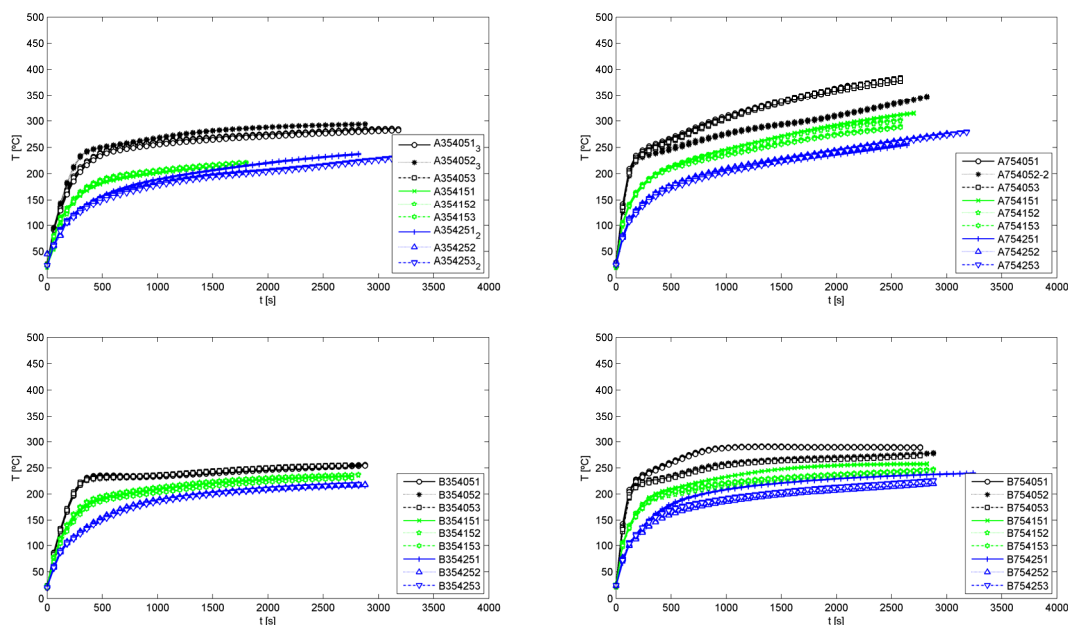 500
450
400
350
300
250
200
150
100
50
0
T [ºC]
0 500 1000 1500 2000 2500 3000 3500 4000
t [s]
A354051₃
A354052₃
A354053
A354151
A354152
A354153
A354251₂
A354252
A354253₂
500
450
400
350
300
250
200
150
100
50
0
T [ºC]
0 500 1000 1500 2000 2500 3000 3500 4000
t [s]
A754051
A754052-2
A754053
A754151
A754152
A754153
A754251
A754252
A754253
500
450
400
350
300
250
200
150
100
50
0
T [ºC]
0 500 1000 1500 2000 2500 3000 3500 4000
t [s]
B354051
B354052
B354053
B354151
B354152
B354153
B354251
B354252
B354253
500
450
400
350
300
250
200
150
100
50
0
T [ºC]
0 500 1000 1500 2000 2500 3000 3500 4000
t [s]
B754051
B754052
B754053
B754151
B754152
B754153
B754251
B754252
B754253